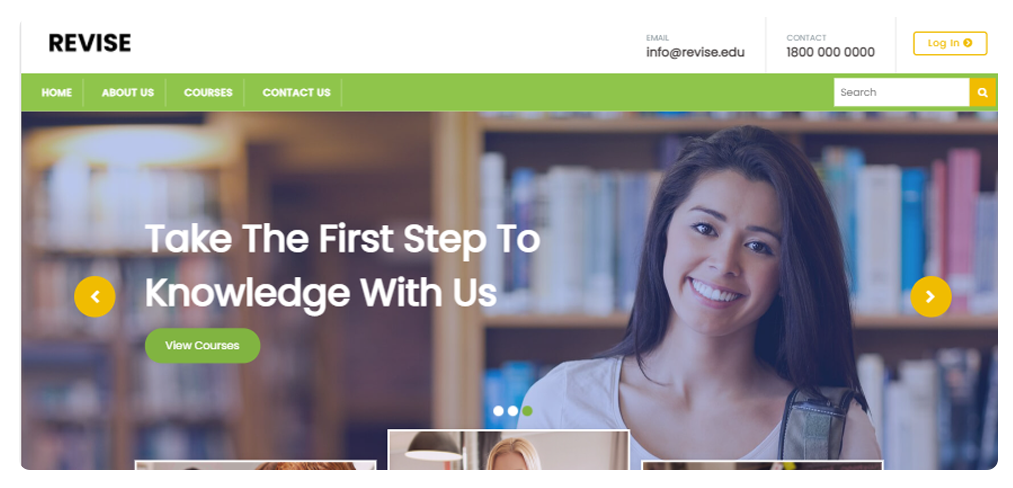 REVISE
EMAIL
info@revise.edu
CONTACT
1800 000 0000
Log In
HOME
ABOUT US
COURSES
CONTACT US
Search
Take The First Step To
Knowledge With Us
View Courses